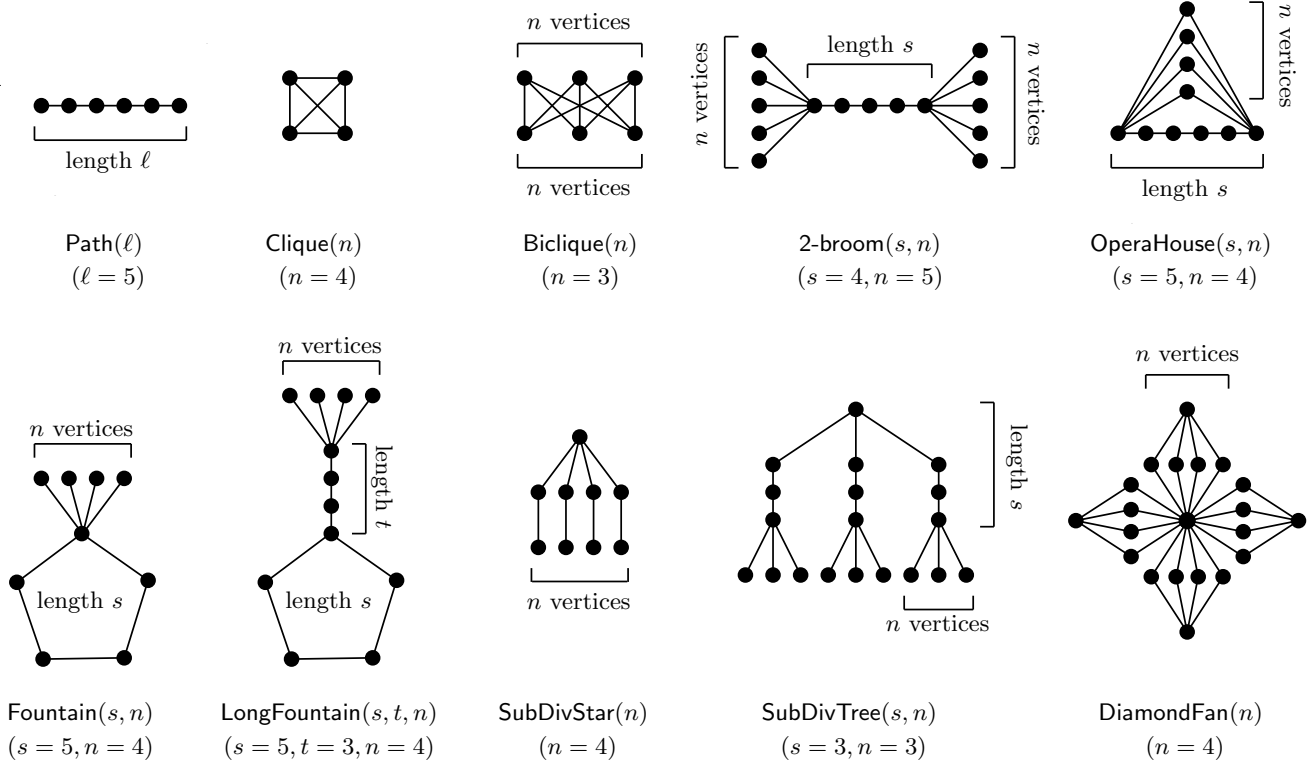 n vertices
length s
n vertices
n vertices
n vertices
length ℓ
n vertices
length s
Path(ℓ)
(ℓ = 5)
Clique(n)
(n = 4)
Biclique(n)
(n = 3)
2-broom(s, n)
(s = 4, n = 5)
OperaHouse(s, n)
(s = 5, n = 4)
n vertices
n vertices
n vertices
length t
length s
length s
length s
n vertices
n vertices
Fountain(s, n)
(s = 5, n = 4)
LongFountain(s, t, n)
(s = 5, t = 3, n = 4)
SubDivStar(n)
(n = 4)
SubDivTree(s, n)
(s = 3, n = 3)
DiamondFan(n)
(n = 4)